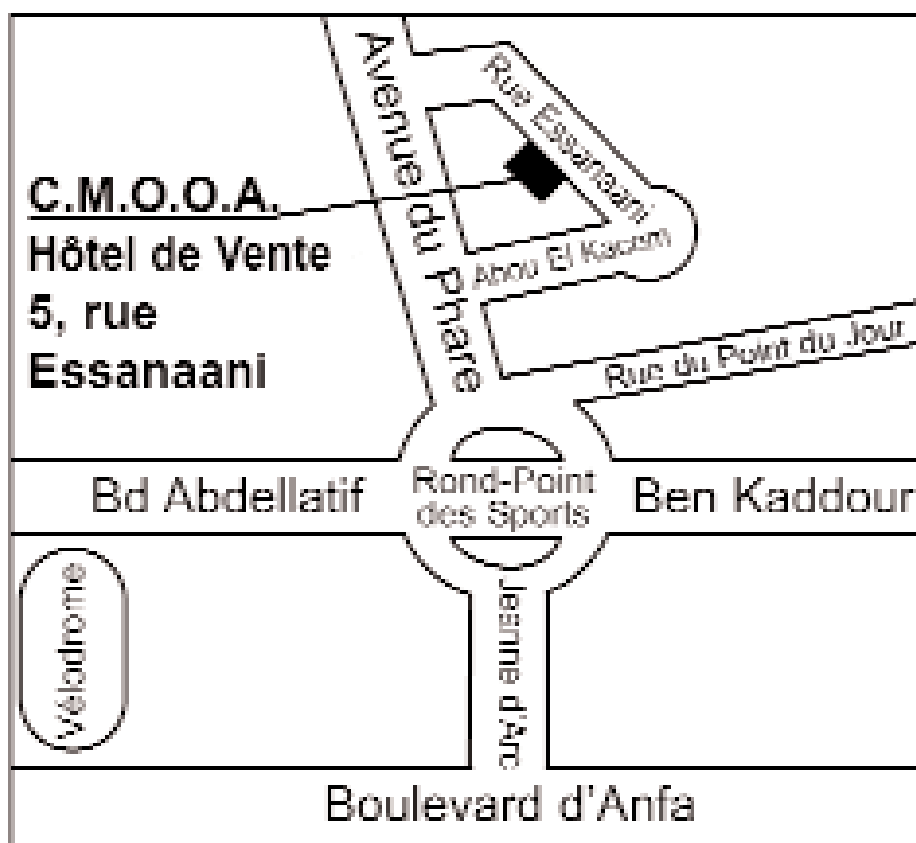 Avenue du Phare
Rue Essanaani
C.M.O.O.A.
Hôtel de Vente
5, rue
Essanaani
Abou El Kacem
Rue du Point du Jour
Bd Abdellatif
Rond-Point
des Sports
Ben Kaddour
Vélodrome
Jeanne d'Arc
Boulevard d'Anfa